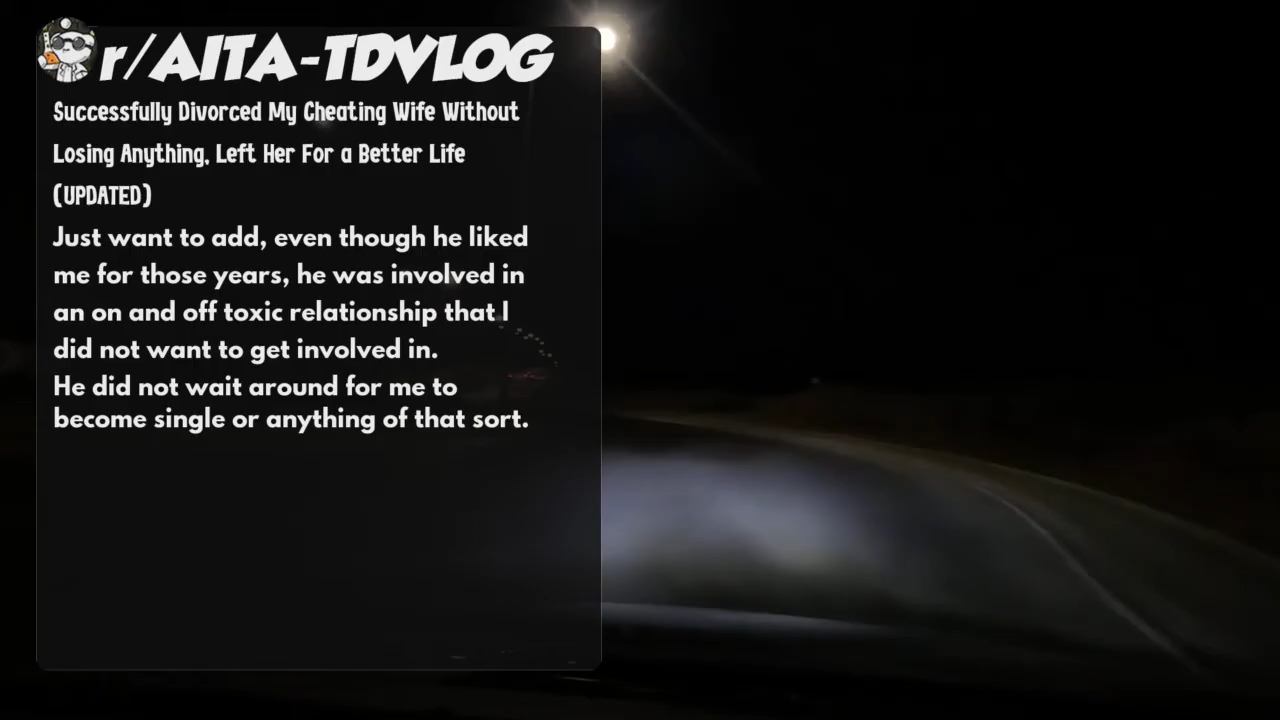 r/AITA-TDVLOG
Successfully Divorced My Cheating Wife Without
Losing Anything, Left Her For a Better Life
(UPDATED)
Just want to add, even though he liked
me for those years, he was involved in
an on and off toxic relationship that I
did not want to get involved in.
He did not wait around for me to
become single or anything of that sort.